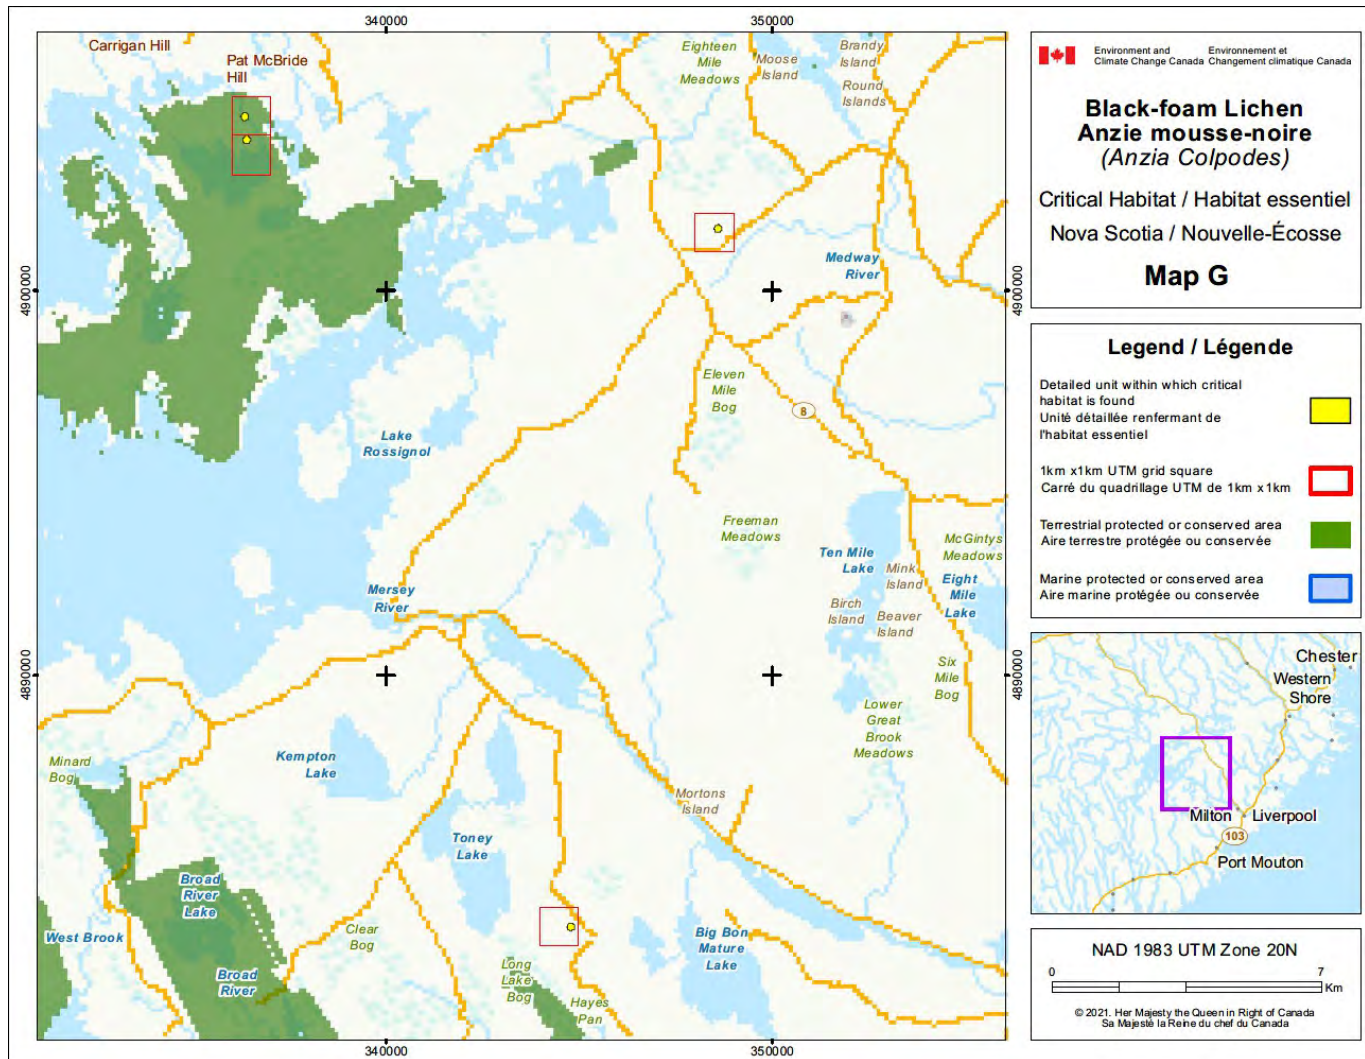 340000
350000
Carrigan Hill
Pat McBride
Hill
Eighteen
Mile
Meadows
Moose
Island
Brandy
Island
Round
Islands
4900000
4900000
Medway
River
Eleven
Mile
Bog
8
Lake
Rossignol
Freeman
Meadows
Ten Mile
Lake
McGintys
Meadows
Mink
Island
Eight
Mile
Lake
Mersey
River
Birch
Island
Beaver
Island
4890000
4890000
Six
Mile
Bog
Lower
Great
Brook
Meadows
Minard
Bog
Kempton
Lake
Mortons
Island
Toney
Lake
Broad
River
Lake
West Brook
Clear
Bog
Big Bon
Mature
Lake
Broad
River
Long
Lake
Bog
Hayes
Pan
340000
350000
Environment and
Climate Change Canada
Environnement et
Changement climatique Canada
Black-foam Lichen
Anzie mousse-noire
(Anzia Colpodes)
Critical Habitat / Habitat essentiel
Nova Scotia / Nouvelle-Écosse
Map G
Legend / Légende
Detailed unit within which critical
habitat is found
Unité détaillée renfermant de
l'habitat essentiel
1km x1km UTM grid square
Carré du quadrillage UTM de 1km x1km
Terrestrial protected or conserved area
Aire terrestre protégée ou conservée
Marine protected or conserved area
Aire marine protégée ou conservée
Chester
Western
Shore
Milton
Liverpool
103
Port Mouton
NAD 1983 UTM Zone 20N
0
7
Km
© 2021. Her Majesty the Queen in Right of Canada
Sa Majesté la Reine du chef du Canada